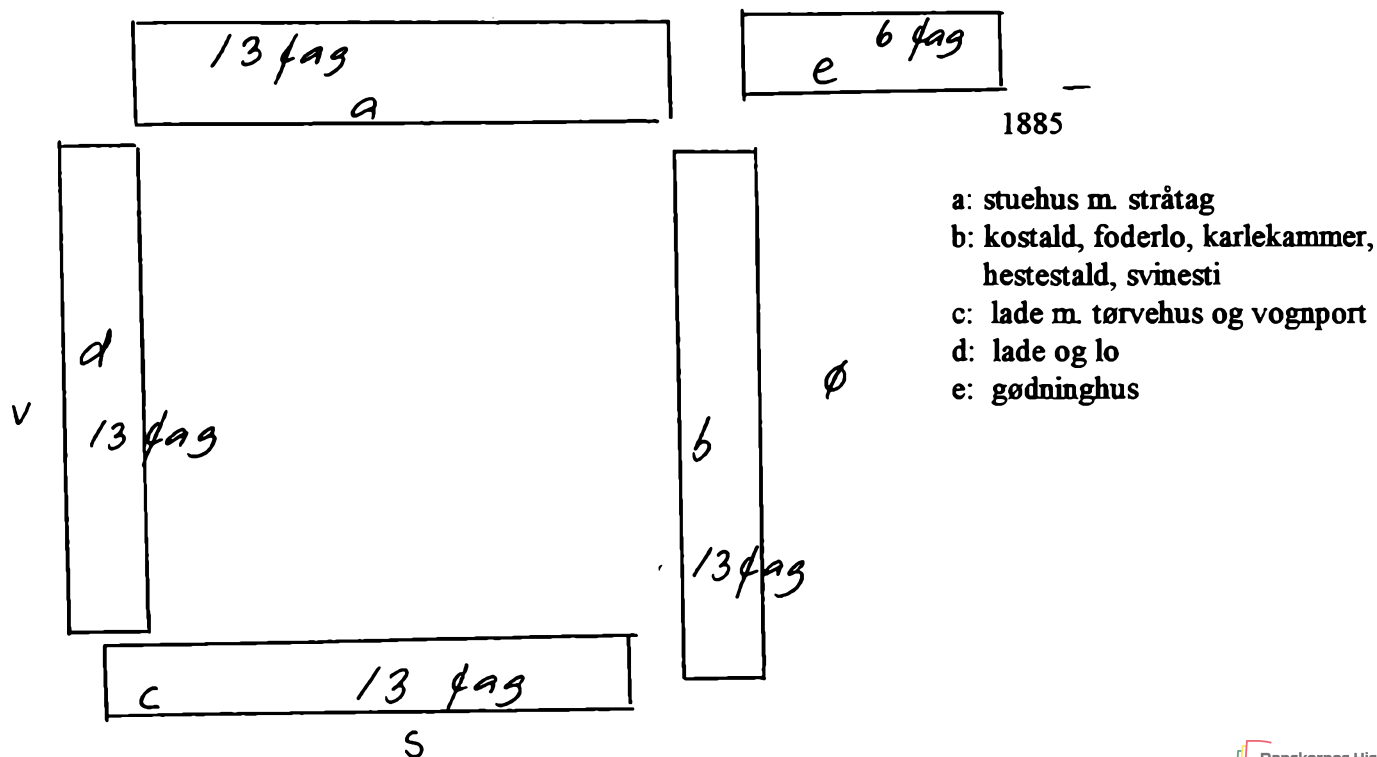 13 fag
a
6 fag
e
1885
a: stuehus m. stråtag
b: kostald, foderlo, karlekammer,
hestestald, svinesti
c: lade m. tørvehus og vognport
d: lade og lo
e: gødninghus
d
V
13 fag
ø
b
13 fag
c 13 fag
S